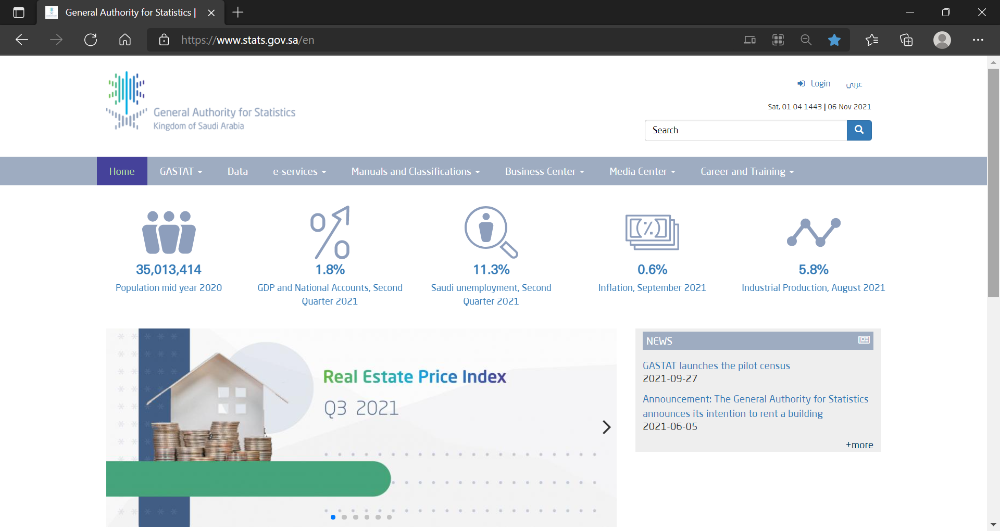 General Authority for Statistics |
https://www.stats.gov.sa/en
Login عربي
Sat, 01 04 1443 | 06 Nov 2021
General Authority for Statistics
Kingdom of Saudi Arabia
Search
Home GASTAT Data e-services Manuals and Classifications Business Center Media Center Career and Training
35,013,414
Population mid year 2020
1.8%
GDP and National Accounts, Second
Quarter 2021
11.3%
Saudi unemployment, Second
Quarter 2021
0.6%
Inflation, September 2021
5.8%
Industrial Production, August 2021
Real Estate Price Index
Q3 2021
NEWS
GASTAT launches the pilot census
2021-09-27
Announcement: The General Authority for Statistics
announces its intention to rent a building
2021-06-05
+more